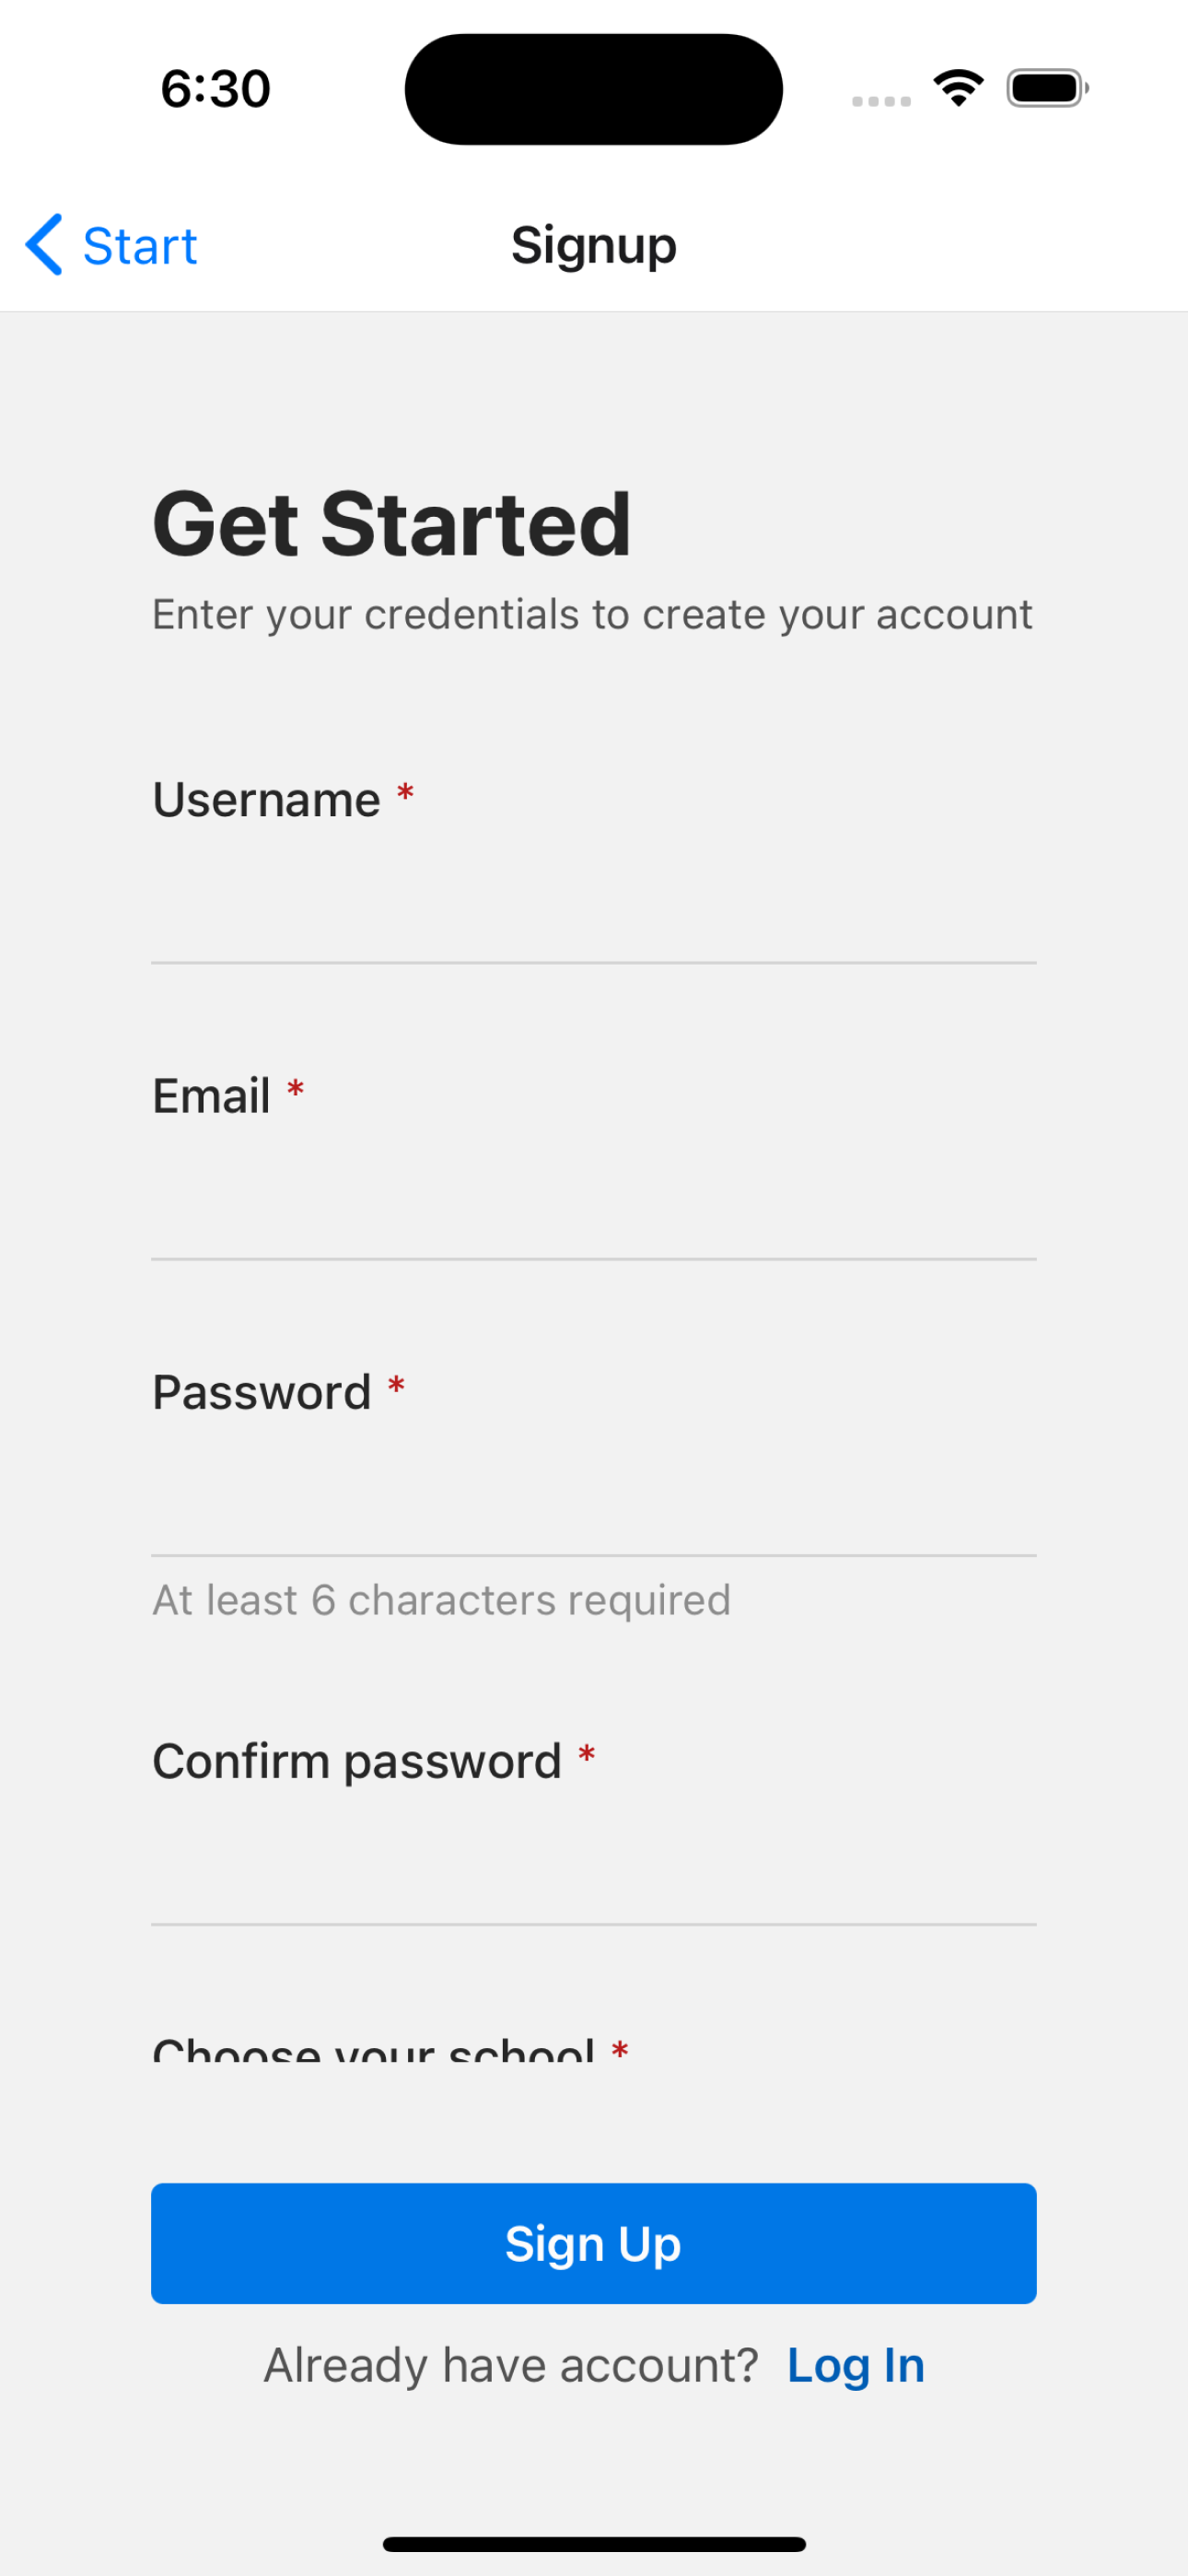 6:30
Start
Signup
Get Started
Enter your credentials to create your account
Username *
Email *
Password *
At least 6 characters required
Confirm password *
Choose your school *
Sign Up
Already have account? Log In